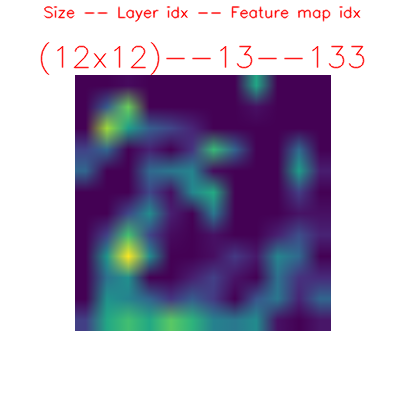 Size -- Layer idx -- Feature map idx
(12x12)--13--133